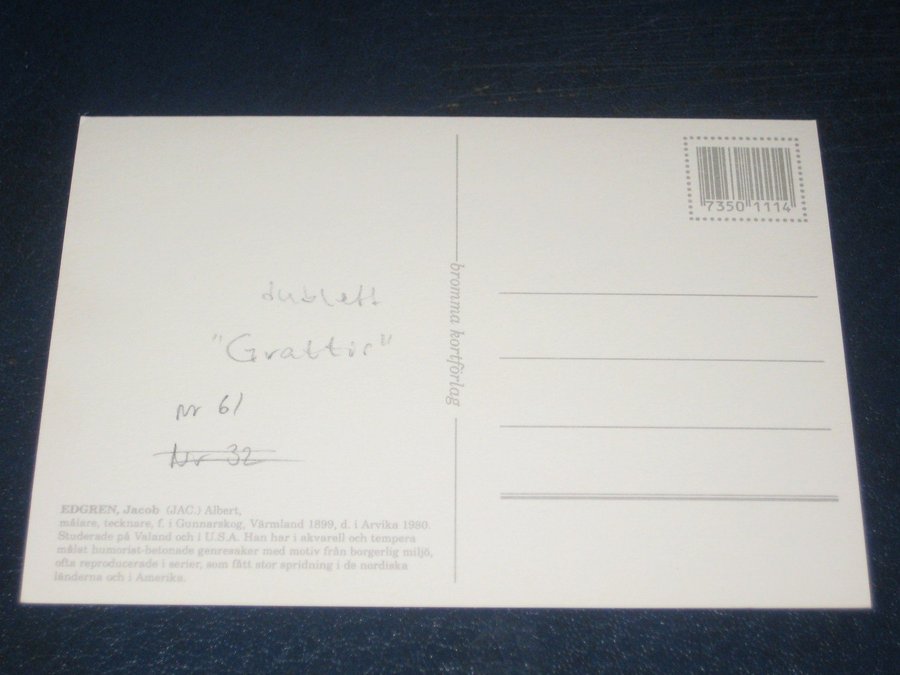 dublett
"Grattis"
nr 61
Nr 32
EDGREN, Jacob (JAC.) Albert,
målare, tecknare, f. i Gunnarskog, Värmland 1899, d. i Arvika 1980.
Studerade på Valand och i U.S.A. Han har i akvarell och tempera
målat humorist-betonade genresaker med motiv från borgerlig miljö,
ofta reproducerade i serier, som fått stor spridning i de nordiska
länderna och i Amerika.
bromma kortförlag
7350 1114